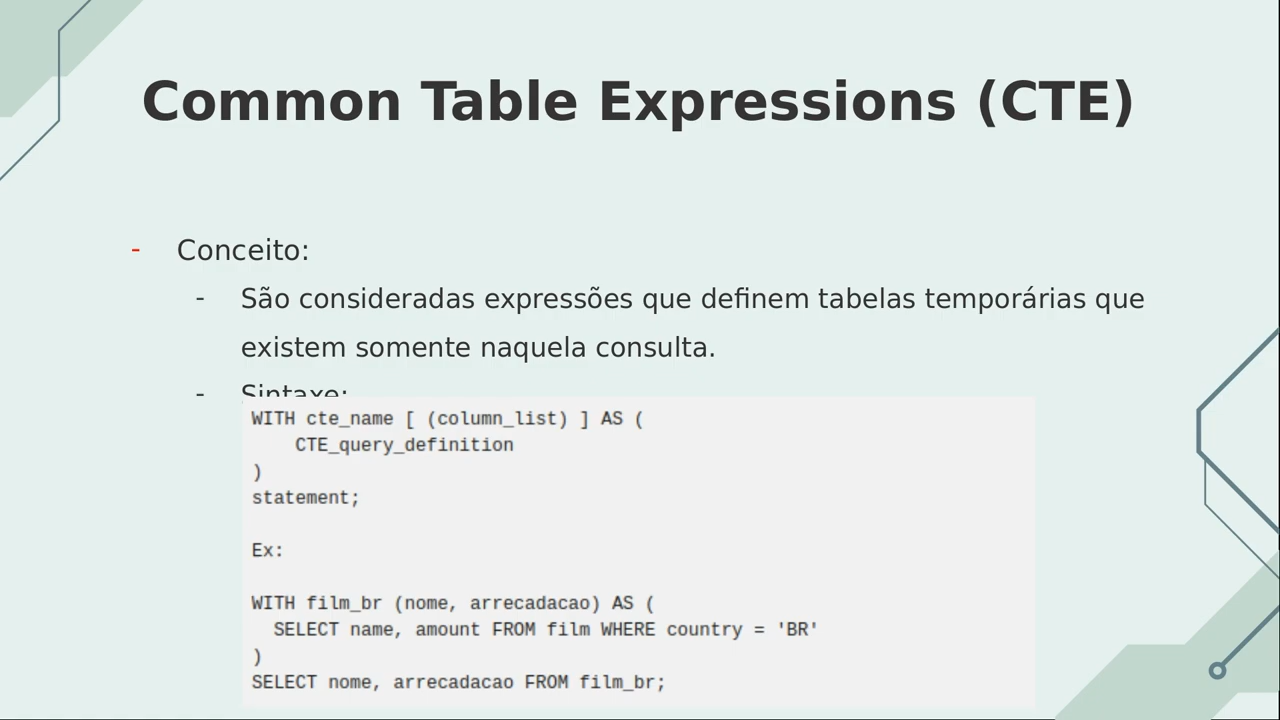 Common Table Expressions (CTE)
- Conceito:
- São consideradas expressões que definem tabelas temporárias que
existem somente naquela consulta.
- Sintaxe:
WITH cte_name [ (column_list) ] AS (
    CTE_query_definition
)
statement;
Ex:
WITH film_br (nome, arrecadacao) AS (
  SELECT name, amount FROM film WHERE country = 'BR'
)
SELECT nome, arrecadacao FROM film_br;